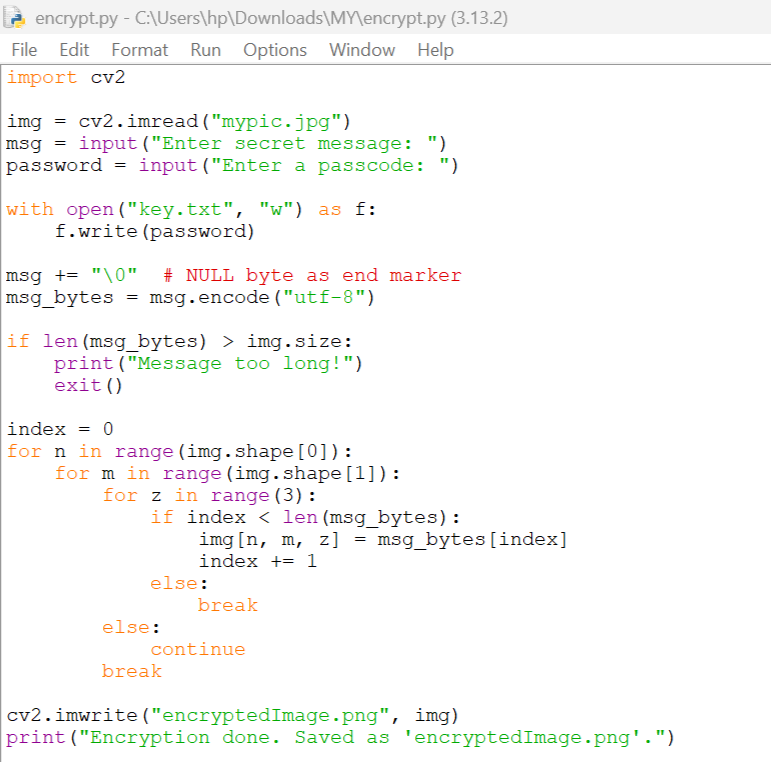 encrypt.py - C:\Users\hp\Downloads\MY\encrypt.py (3.13.2)
File Edit Format Run Options Window Help
import cv2

img = cv2.imread("mypic.jpg")
msg = input("Enter secret message: ")
password = input("Enter a passcode: ")

with open("key.txt", "w") as f:
    f.write(password)

msg += "\0"  # NULL byte as end marker
msg_bytes = msg.encode("utf-8")

if len(msg_bytes) > img.size:
    print("Message too long!")
    exit()

index = 0
for n in range(img.shape[0]):
    for m in range(img.shape[1]):
        for z in range(3):
            if index < len(msg_bytes):
                img[n, m, z] = msg_bytes[index]
                index += 1
            else:
                break
        else:
            continue
        break

cv2.imwrite("encryptedImage.png", img)
print("Encryption done. Saved as 'encryptedImage.png'.")